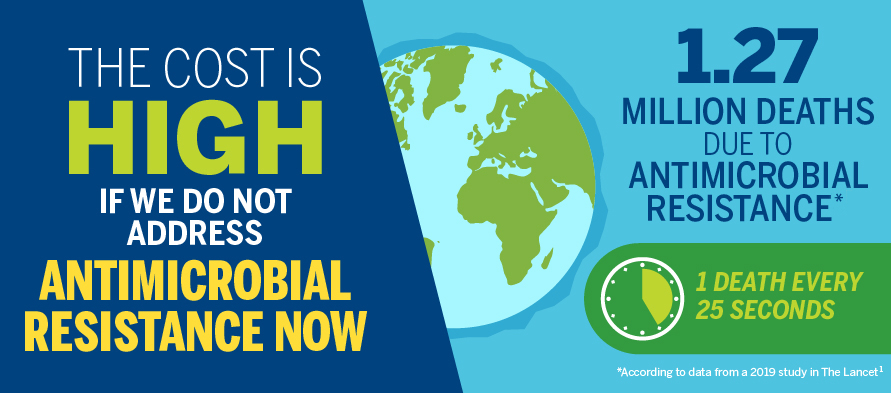 THE COST IS
HIGH
IF WE DO NOT
ADDRESS
ANTIMICROBIAL
RESISTANCE NOW
1.27
MILLION DEATHS
DUE TO
ANTIMICROBIAL
RESISTANCE*
1 DEATH EVERY
25 SECONDS
*According to data from a 2019 study in The Lancet¹